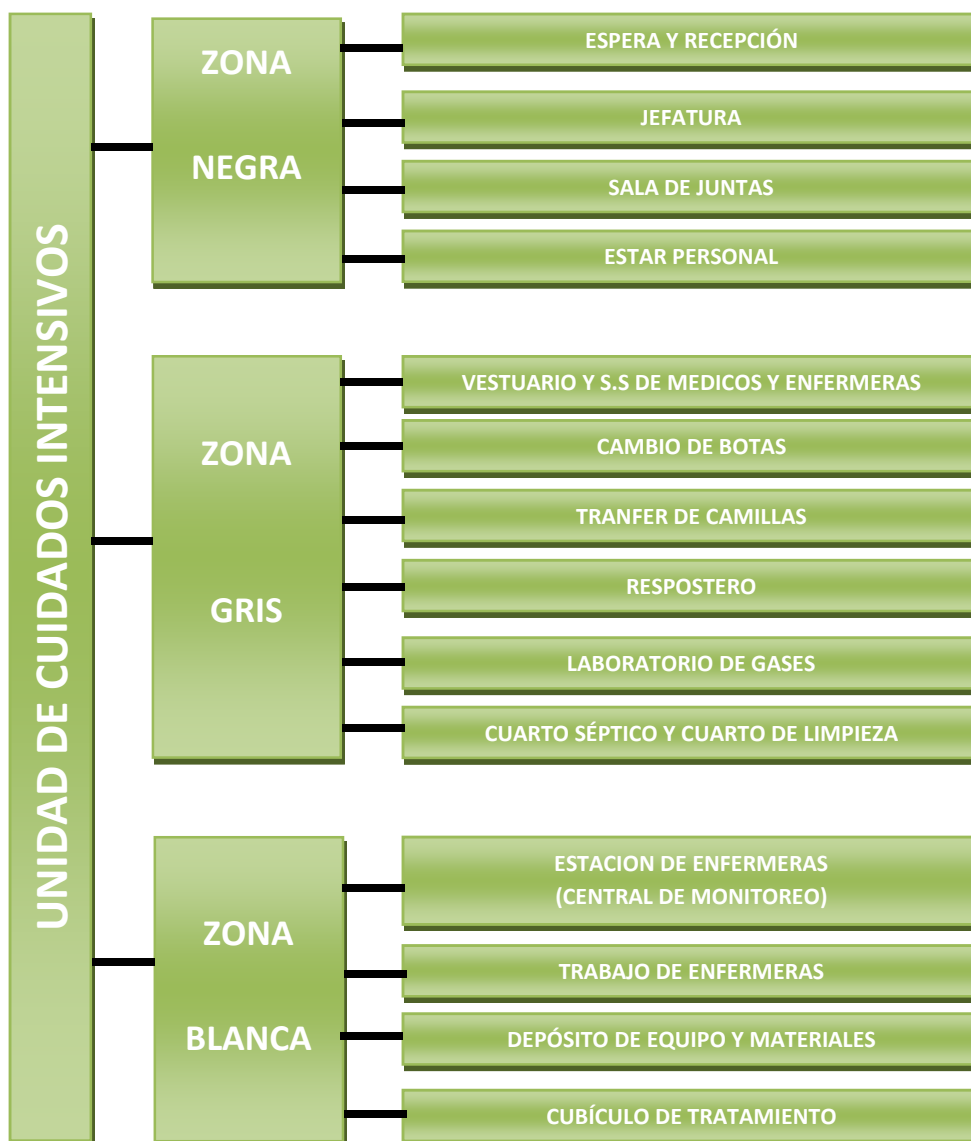 UNIDAD DE CUIDADOS INTENSIVOS
ZONA
NEGRA
ESPERA Y RECEPCIÓN
JEFATURA
SALA DE JUNTAS
ESTAR PERSONAL
ZONA
GRIS
VESTUARIO Y S.S DE MEDICOS Y ENFERMERAS
CAMBIO DE BOTAS
TRANFER DE CAMILLAS
RESPOSTERO
LABORATORIO DE GASES
CUARTO SÉPTICO Y CUARTO DE LIMPIEZA
ZONA
BLANCA
ESTACION DE ENFERMERAS
(CENTRAL DE MONITOREO)
TRABAJO DE ENFERMERAS
DEPÓSITO DE EQUIPO Y MATERIALES
CUBÍCULO DE TRATAMIENTO